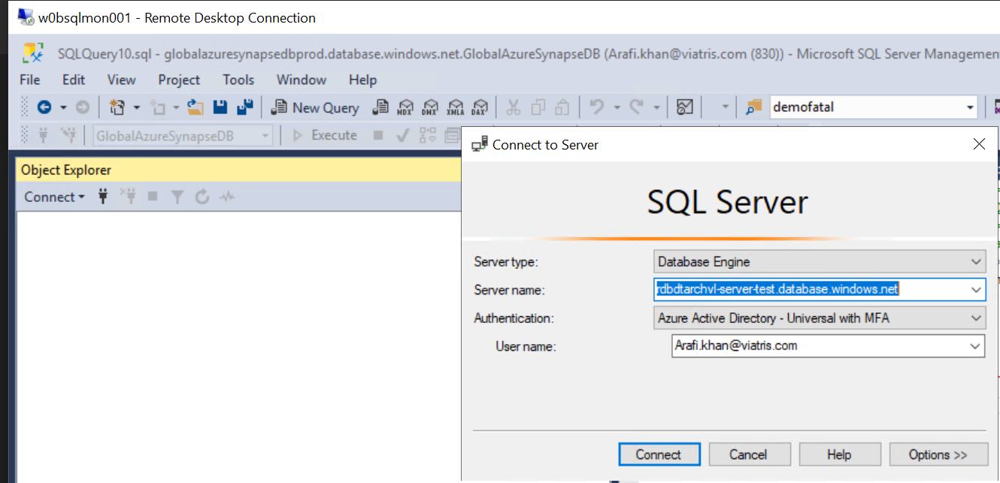 w0bsqlmon001 - Remote Desktop Connection
SQLQuery10.sql - globalazuresynapsedbprod.database.windows.net.GlobalAzureSynapseDB (Arafi.khan@viatris.com (830)) - Microsoft SQL Server Managemen
File Edit View Project Tools Window Help
New Query MDX DMX XMLA DAX demofatal
GlobalAzureSynapseDB Execute
Connect to Server
Object Explorer
Connect
SQL Server
Server type: Database Engine
Server name: rdbdtarchvl-server-test.database.windows.net
Authentication: Azure Active Directory - Universal with MFA
User name: Arafi.khan@viatris.com
Connect Cancel Help Options >>